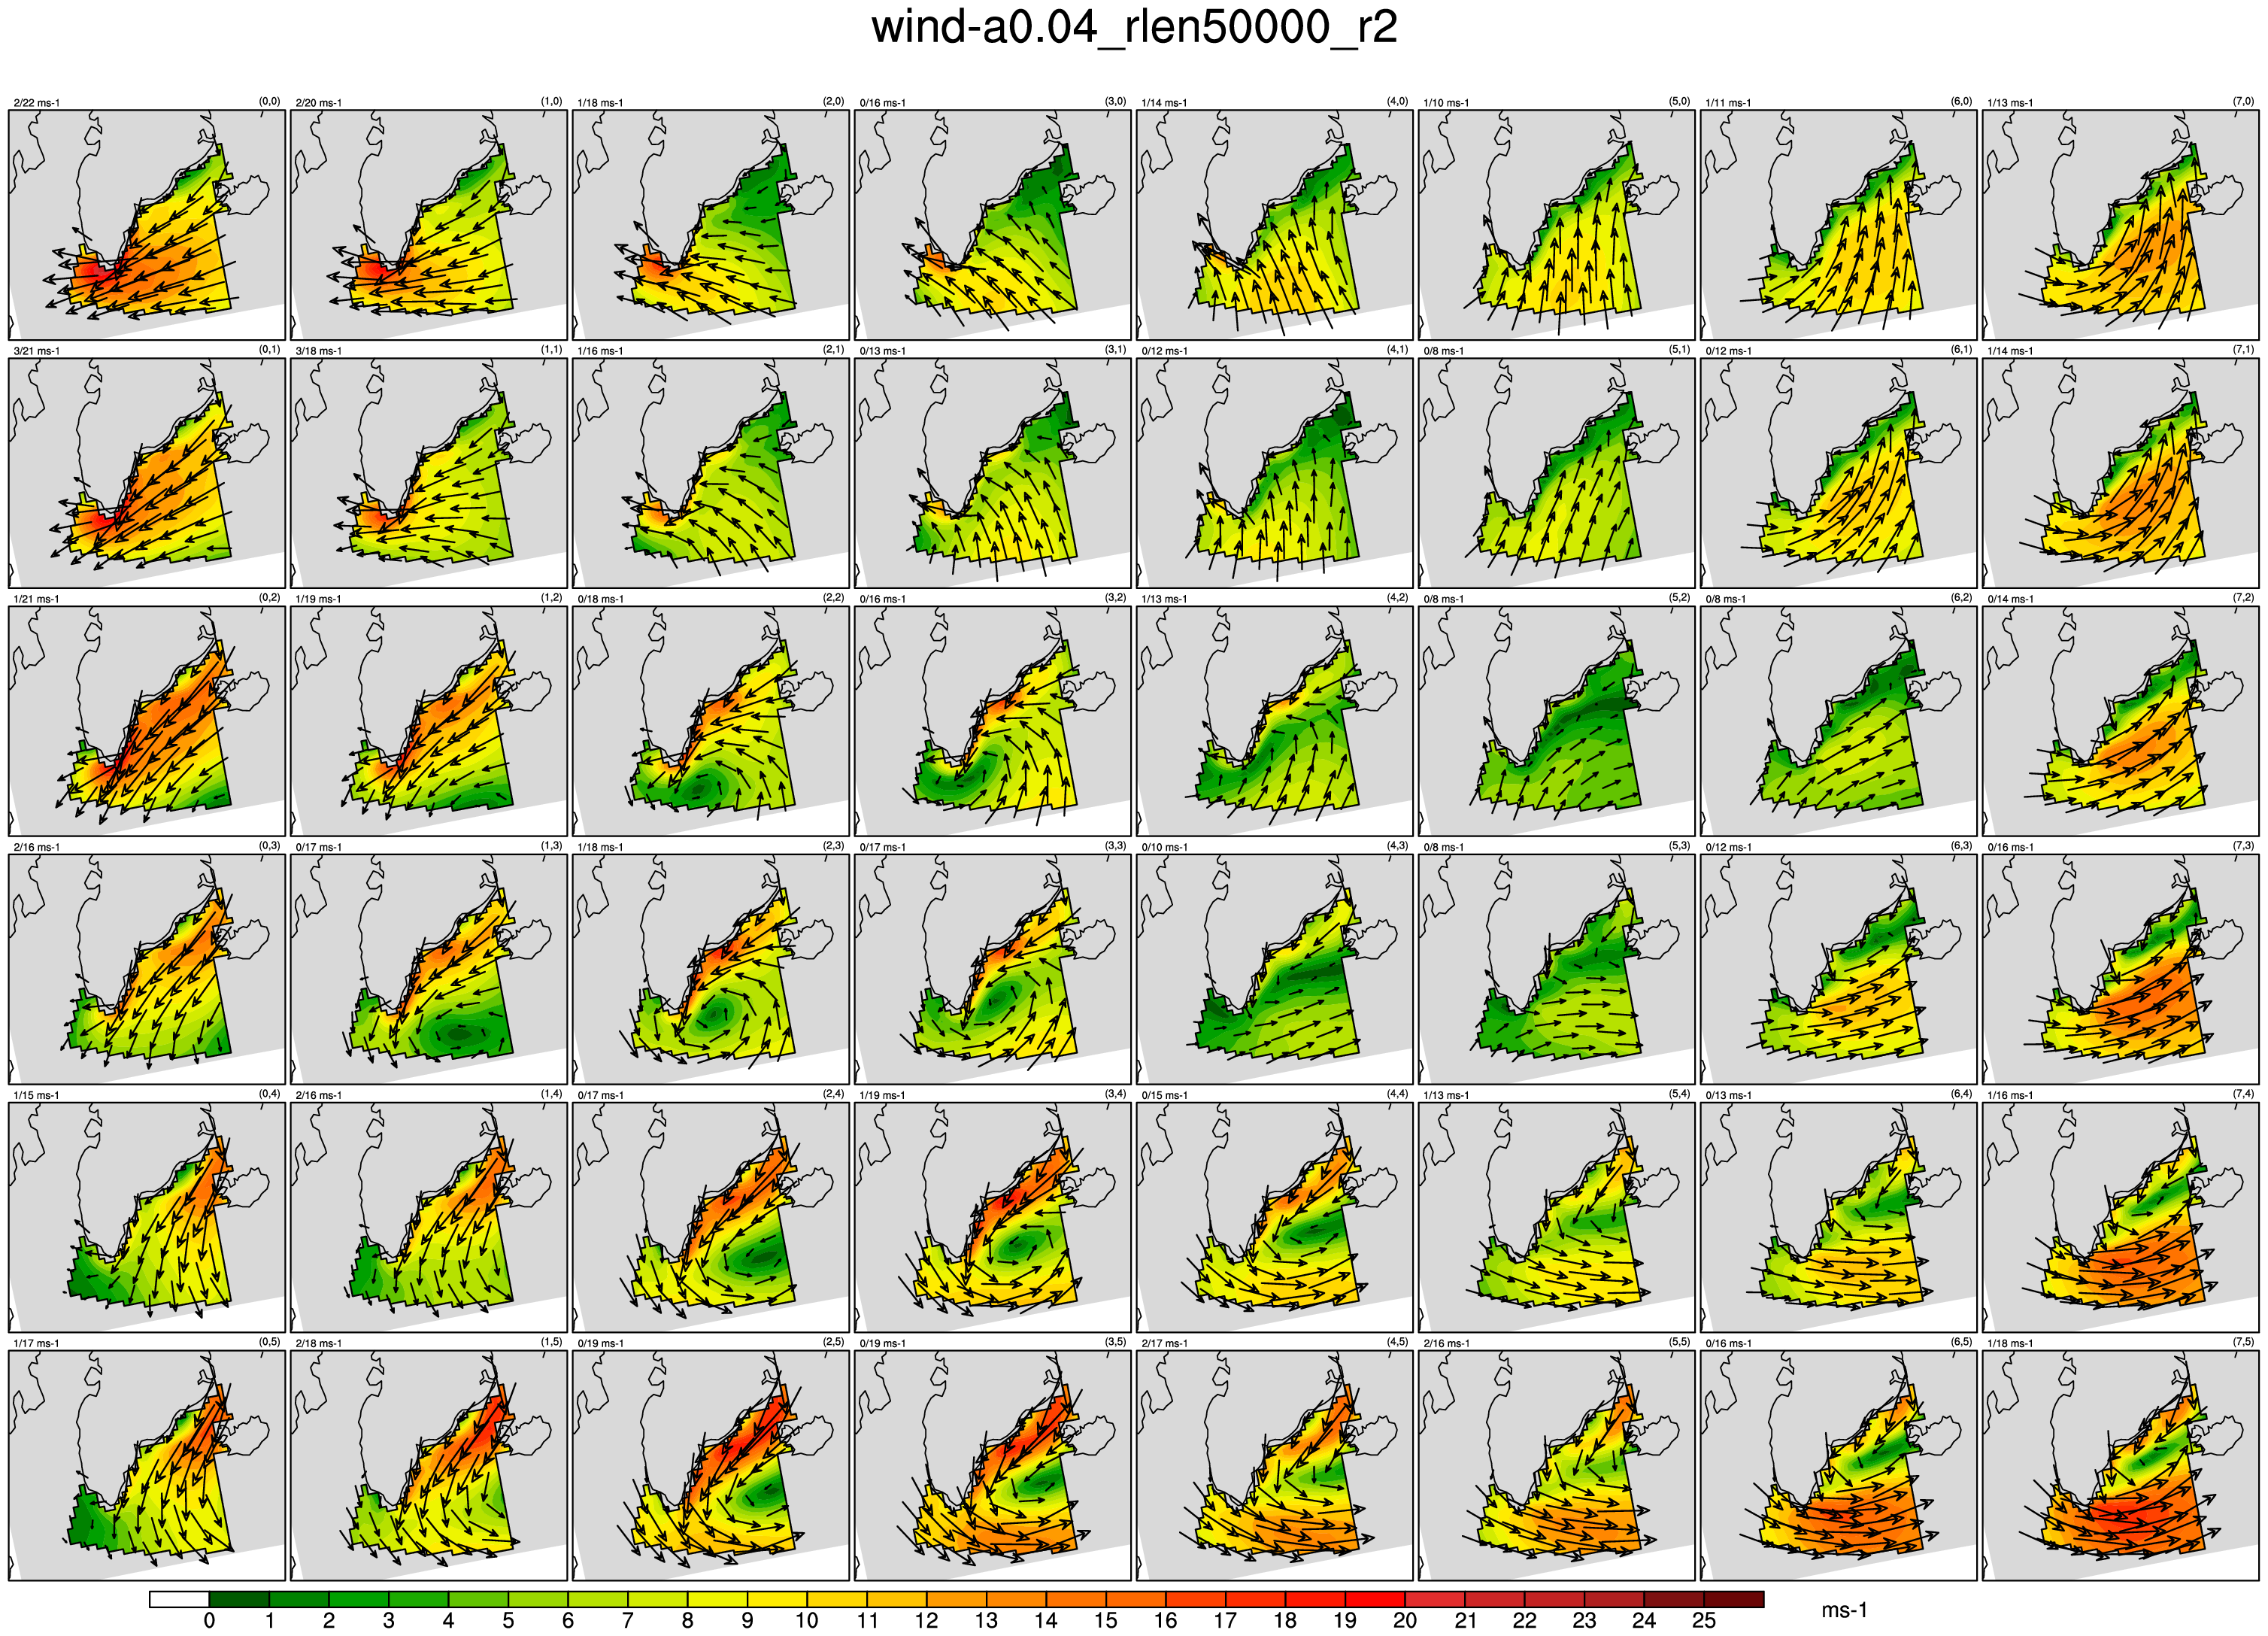 wind-a0.04_rlen50000_r2
2/22 ms-1 (0,0) 2/20 ms-1 (1,0) 1/18 ms-1 (2,0) 0/16 ms-1 (3,0) 1/14 ms-1 (4,0) 1/10 ms-1 (5,0) 1/11 ms-1 (6,0) 1/13 ms-1 (7,0)
3/21 ms-1 (0,1) 3/18 ms-1 (1,1) 1/16 ms-1 (2,1) 0/13 ms-1 (3,1) 0/12 ms-1 (4,1) 0/8 ms-1 (5,1) 0/12 ms-1 (6,1) 1/14 ms-1 (7,1)
1/21 ms-1 (0,2) 1/19 ms-1 (1,2) 0/18 ms-1 (2,2) 0/16 ms-1 (3,2) 1/13 ms-1 (4,2) 0/8 ms-1 (5,2) 0/8 ms-1 (6,2) 0/14 ms-1 (7,2)
2/16 ms-1 (0,3) 0/17 ms-1 (1,3) 1/18 ms-1 (2,3) 0/17 ms-1 (3,3) 0/10 ms-1 (4,3) 0/8 ms-1 (5,3) 0/12 ms-1 (6,3) 0/16 ms-1 (7,3)
1/15 ms-1 (0,4) 2/16 ms-1 (1,4) 0/17 ms-1 (2,4) 1/19 ms-1 (3,4) 0/15 ms-1 (4,4) 1/13 ms-1 (5,4) 0/13 ms-1 (6,4) 1/16 ms-1 (7,4)
1/17 ms-1 (0,5) 2/18 ms-1 (1,5) 0/19 ms-1 (2,5) 0/19 ms-1 (3,5) 2/17 ms-1 (4,5) 2/16 ms-1 (5,5) 0/16 ms-1 (6,5) 1/18 ms-1 (7,5)
0 1 2 3 4 5 6 7 8 9 10 11 12 13 14 15 16 17 18 19 20 21 22 23 24 25 ms-1